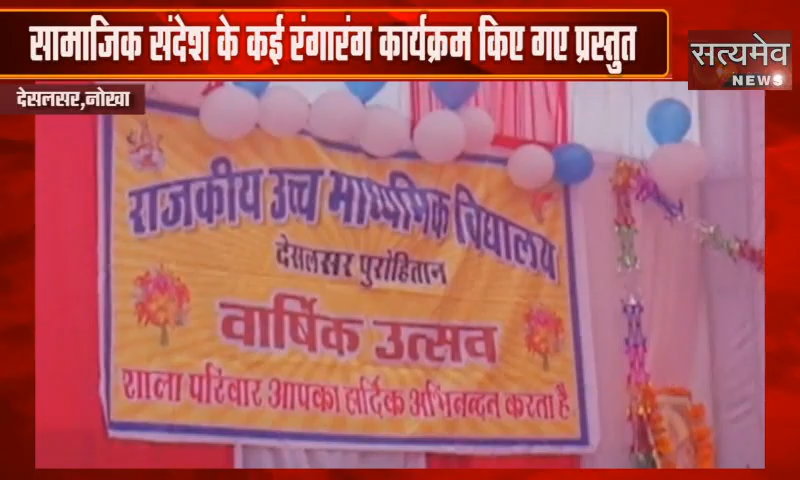 सामाजिक संदेश के कई रंगारंग कार्यक्रम किए गए प्रस्तुत
सत्यमेव
NEWS
देसलसर,नोखा
राजकीय उच्च माध्यमिक विद्यालय
देसलसर पुरोहितान
वार्षिक उत्सव
शाला परिवार आपका हार्दिक अभिनन्दन करता है